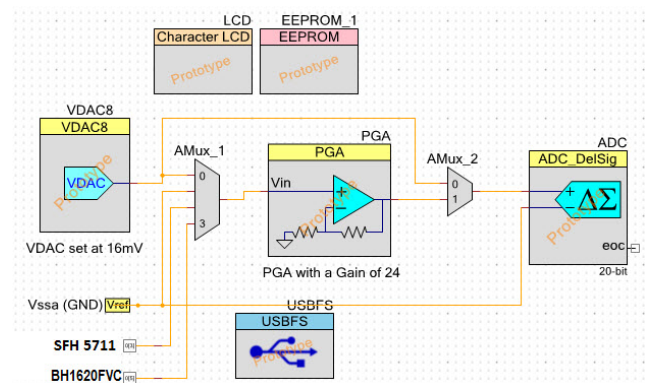 LCD
Character LCD
Prototype
EEPROM_1
EEPROM
Prototype
VDAC8
VDAC8
VDAC
Prototype
VDAC set at 16mV
AMux_1
0
3
PGA
PGA
Vin
Prototype
PGA with a Gain of 24
AMux_2
0
1
ADC
ADC_DelSig
ΔΣ
Prototype
eoc
20-bit
Vssa (GND) Vref
SFH 5711
BH1620FVC
USBFS
USBFS
Prototype